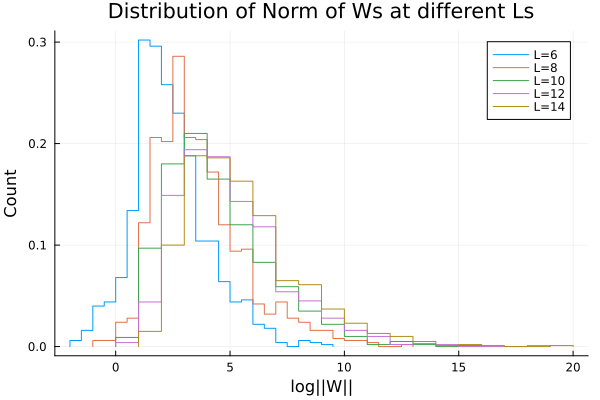 Distribution of Norm of Ws at different Ls
Count
0.3
0.2
0.1
0.0
L=6
L=8
L=10
L=12
L=14
0 5 10 15 20
log||W||